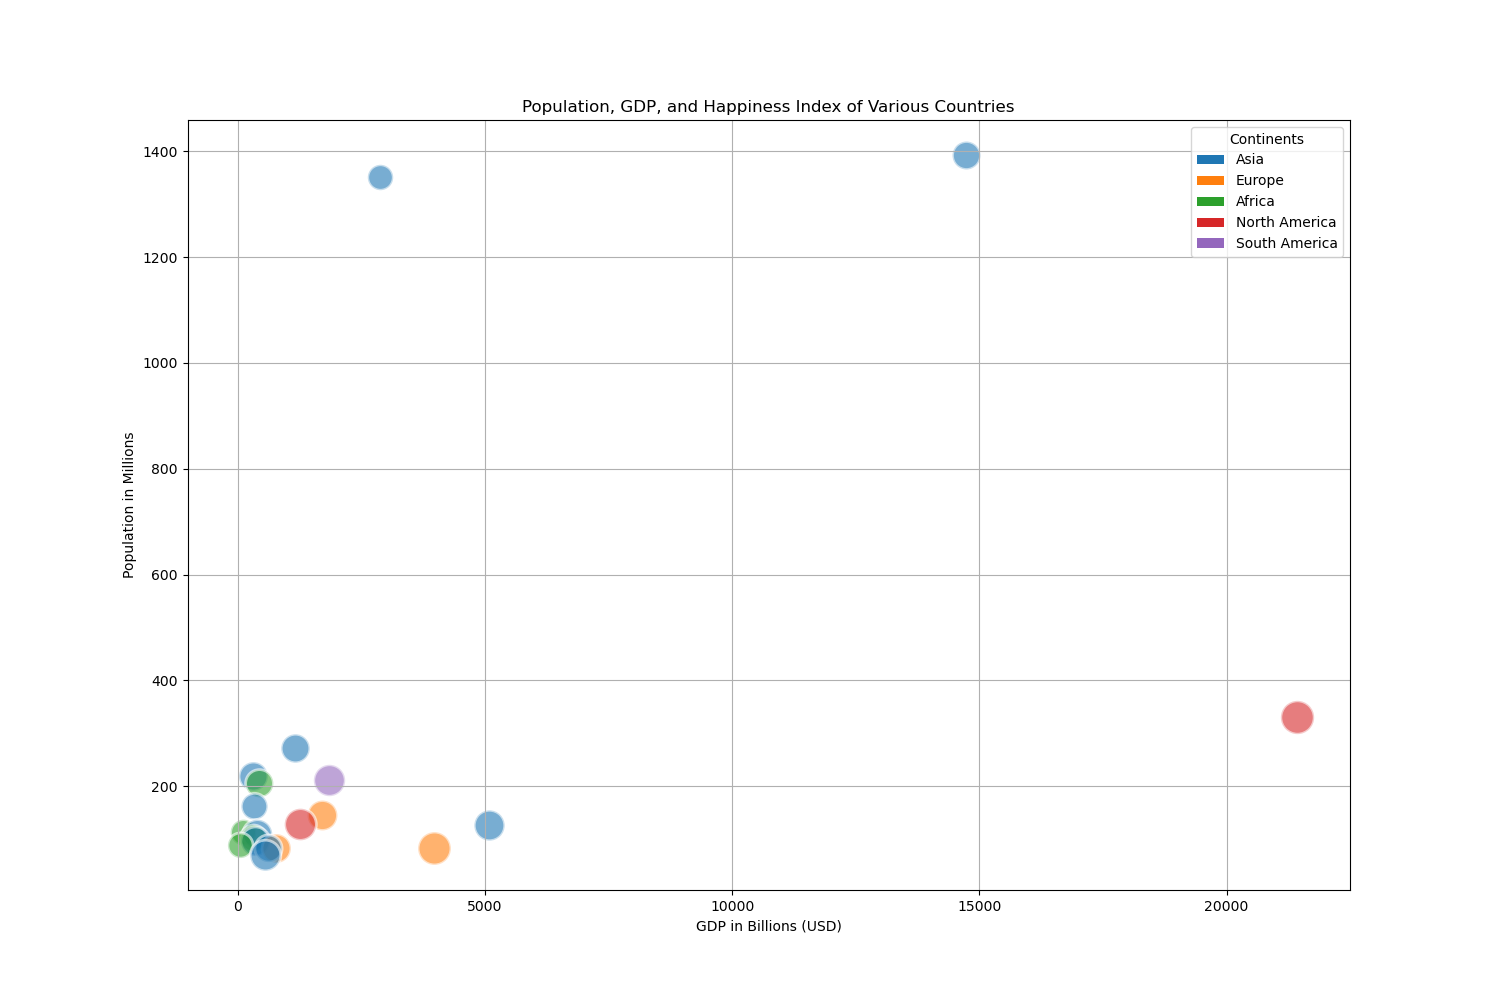 Population, GDP, and Happiness Index of Various Countries
Continents
Asia
Europe
Africa
North America
South America
1400
1200
1000
800
600
400
200
Population in Millions
0
5000
10000
15000
20000
GDP in Billions (USD)